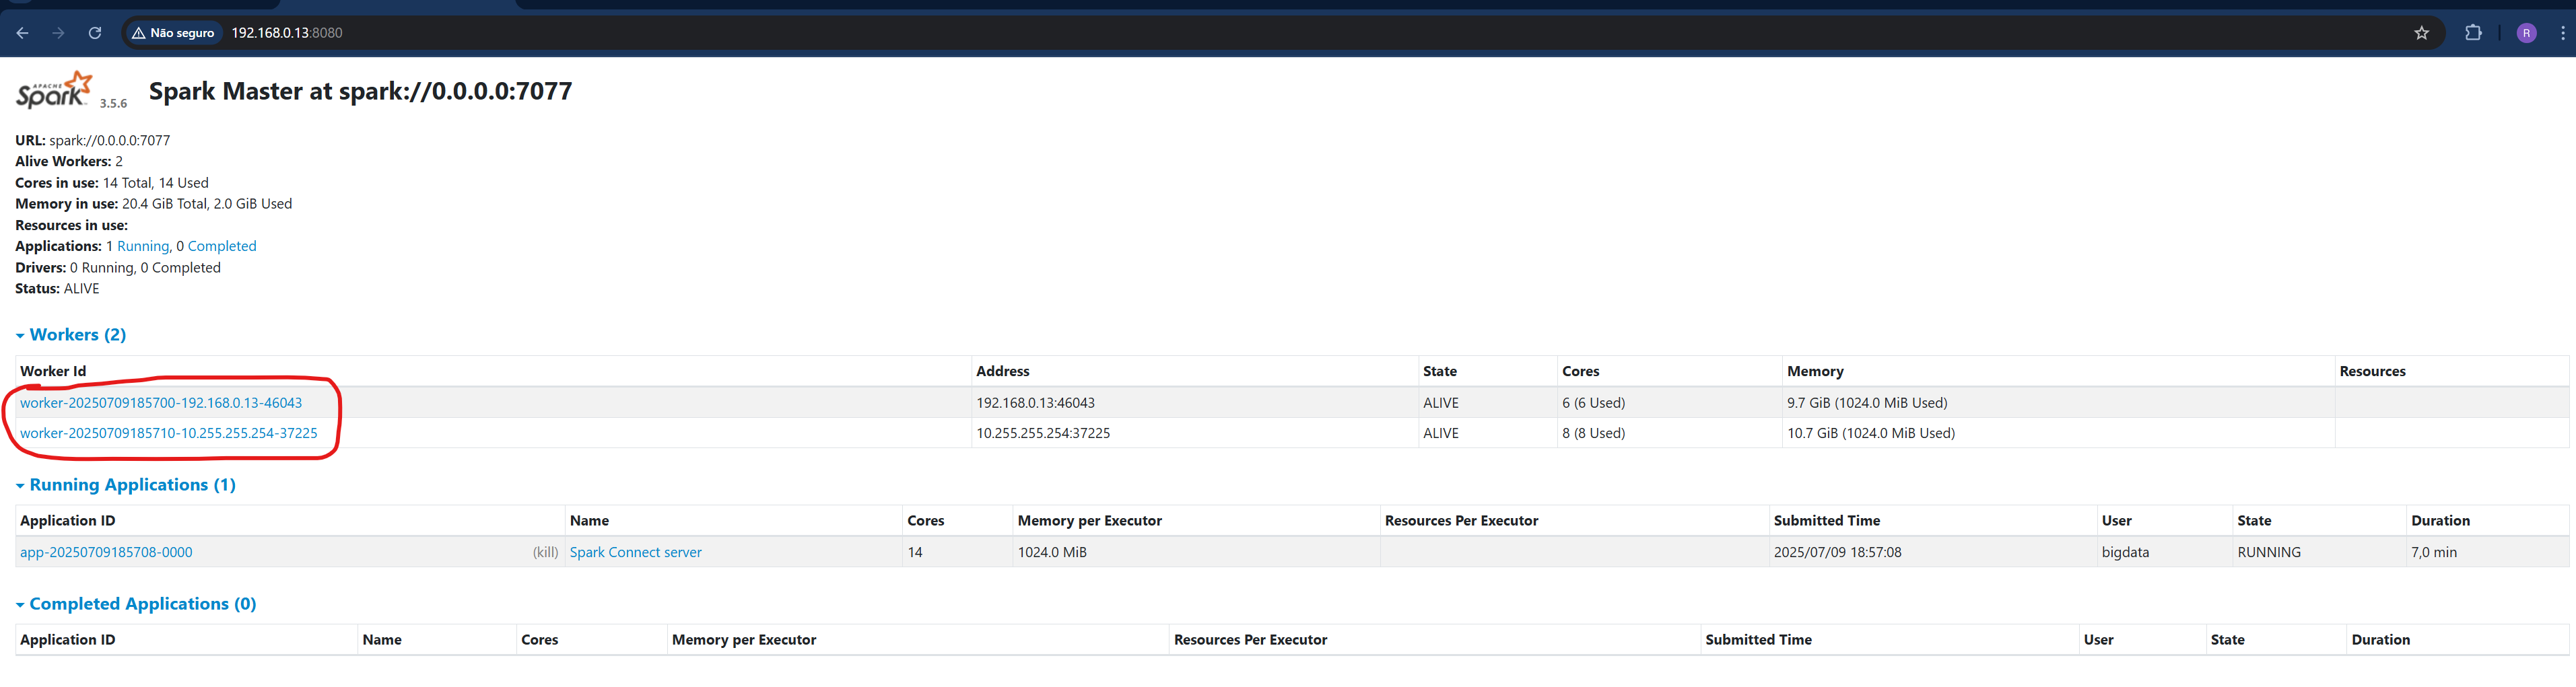 Não seguro 192.168.0.13:8080 R
APACHE Spark 3.5.6 Spark Master at spark://0.0.0.0:7077
URL: spark://0.0.0.0:7077
Alive Workers: 2
Cores in use: 14 Total, 14 Used
Memory in use: 20.4 GiB Total, 2.0 GiB Used
Resources in use:
Applications: 1 Running, 0 Completed
Drivers: 0 Running, 0 Completed
Status: ALIVE
Workers (2)
Worker Id Address State Cores Memory Resources
worker-20250709185700-192.168.0.13-46043 192.168.0.13:46043 ALIVE 6 (6 Used) 9.7 GiB (1024.0 MiB Used)
worker-20250709185710-10.255.255.254-37225 10.255.255.254:37225 ALIVE 8 (8 Used) 10.7 GiB (1024.0 MiB Used)
Running Applications (1)
Application ID Name Cores Memory per Executor Resources Per Executor Submitted Time User State Duration
app-20250709185708-0000 (kill) Spark Connect server 14 1024.0 MiB 2025/07/09 18:57:08 bigdata RUNNING 7,0 min
Completed Applications (0)
Application ID Name Cores Memory per Executor Resources Per Executor Submitted Time User State Duration